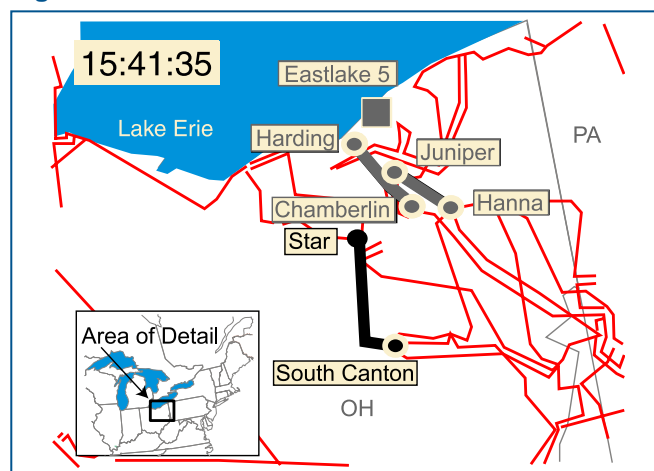 15:41:35
Eastlake 5
Lake Erie
Harding
Juniper
PA
Chamberlin
Hanna
Star
Area of Detail
South Canton
OH